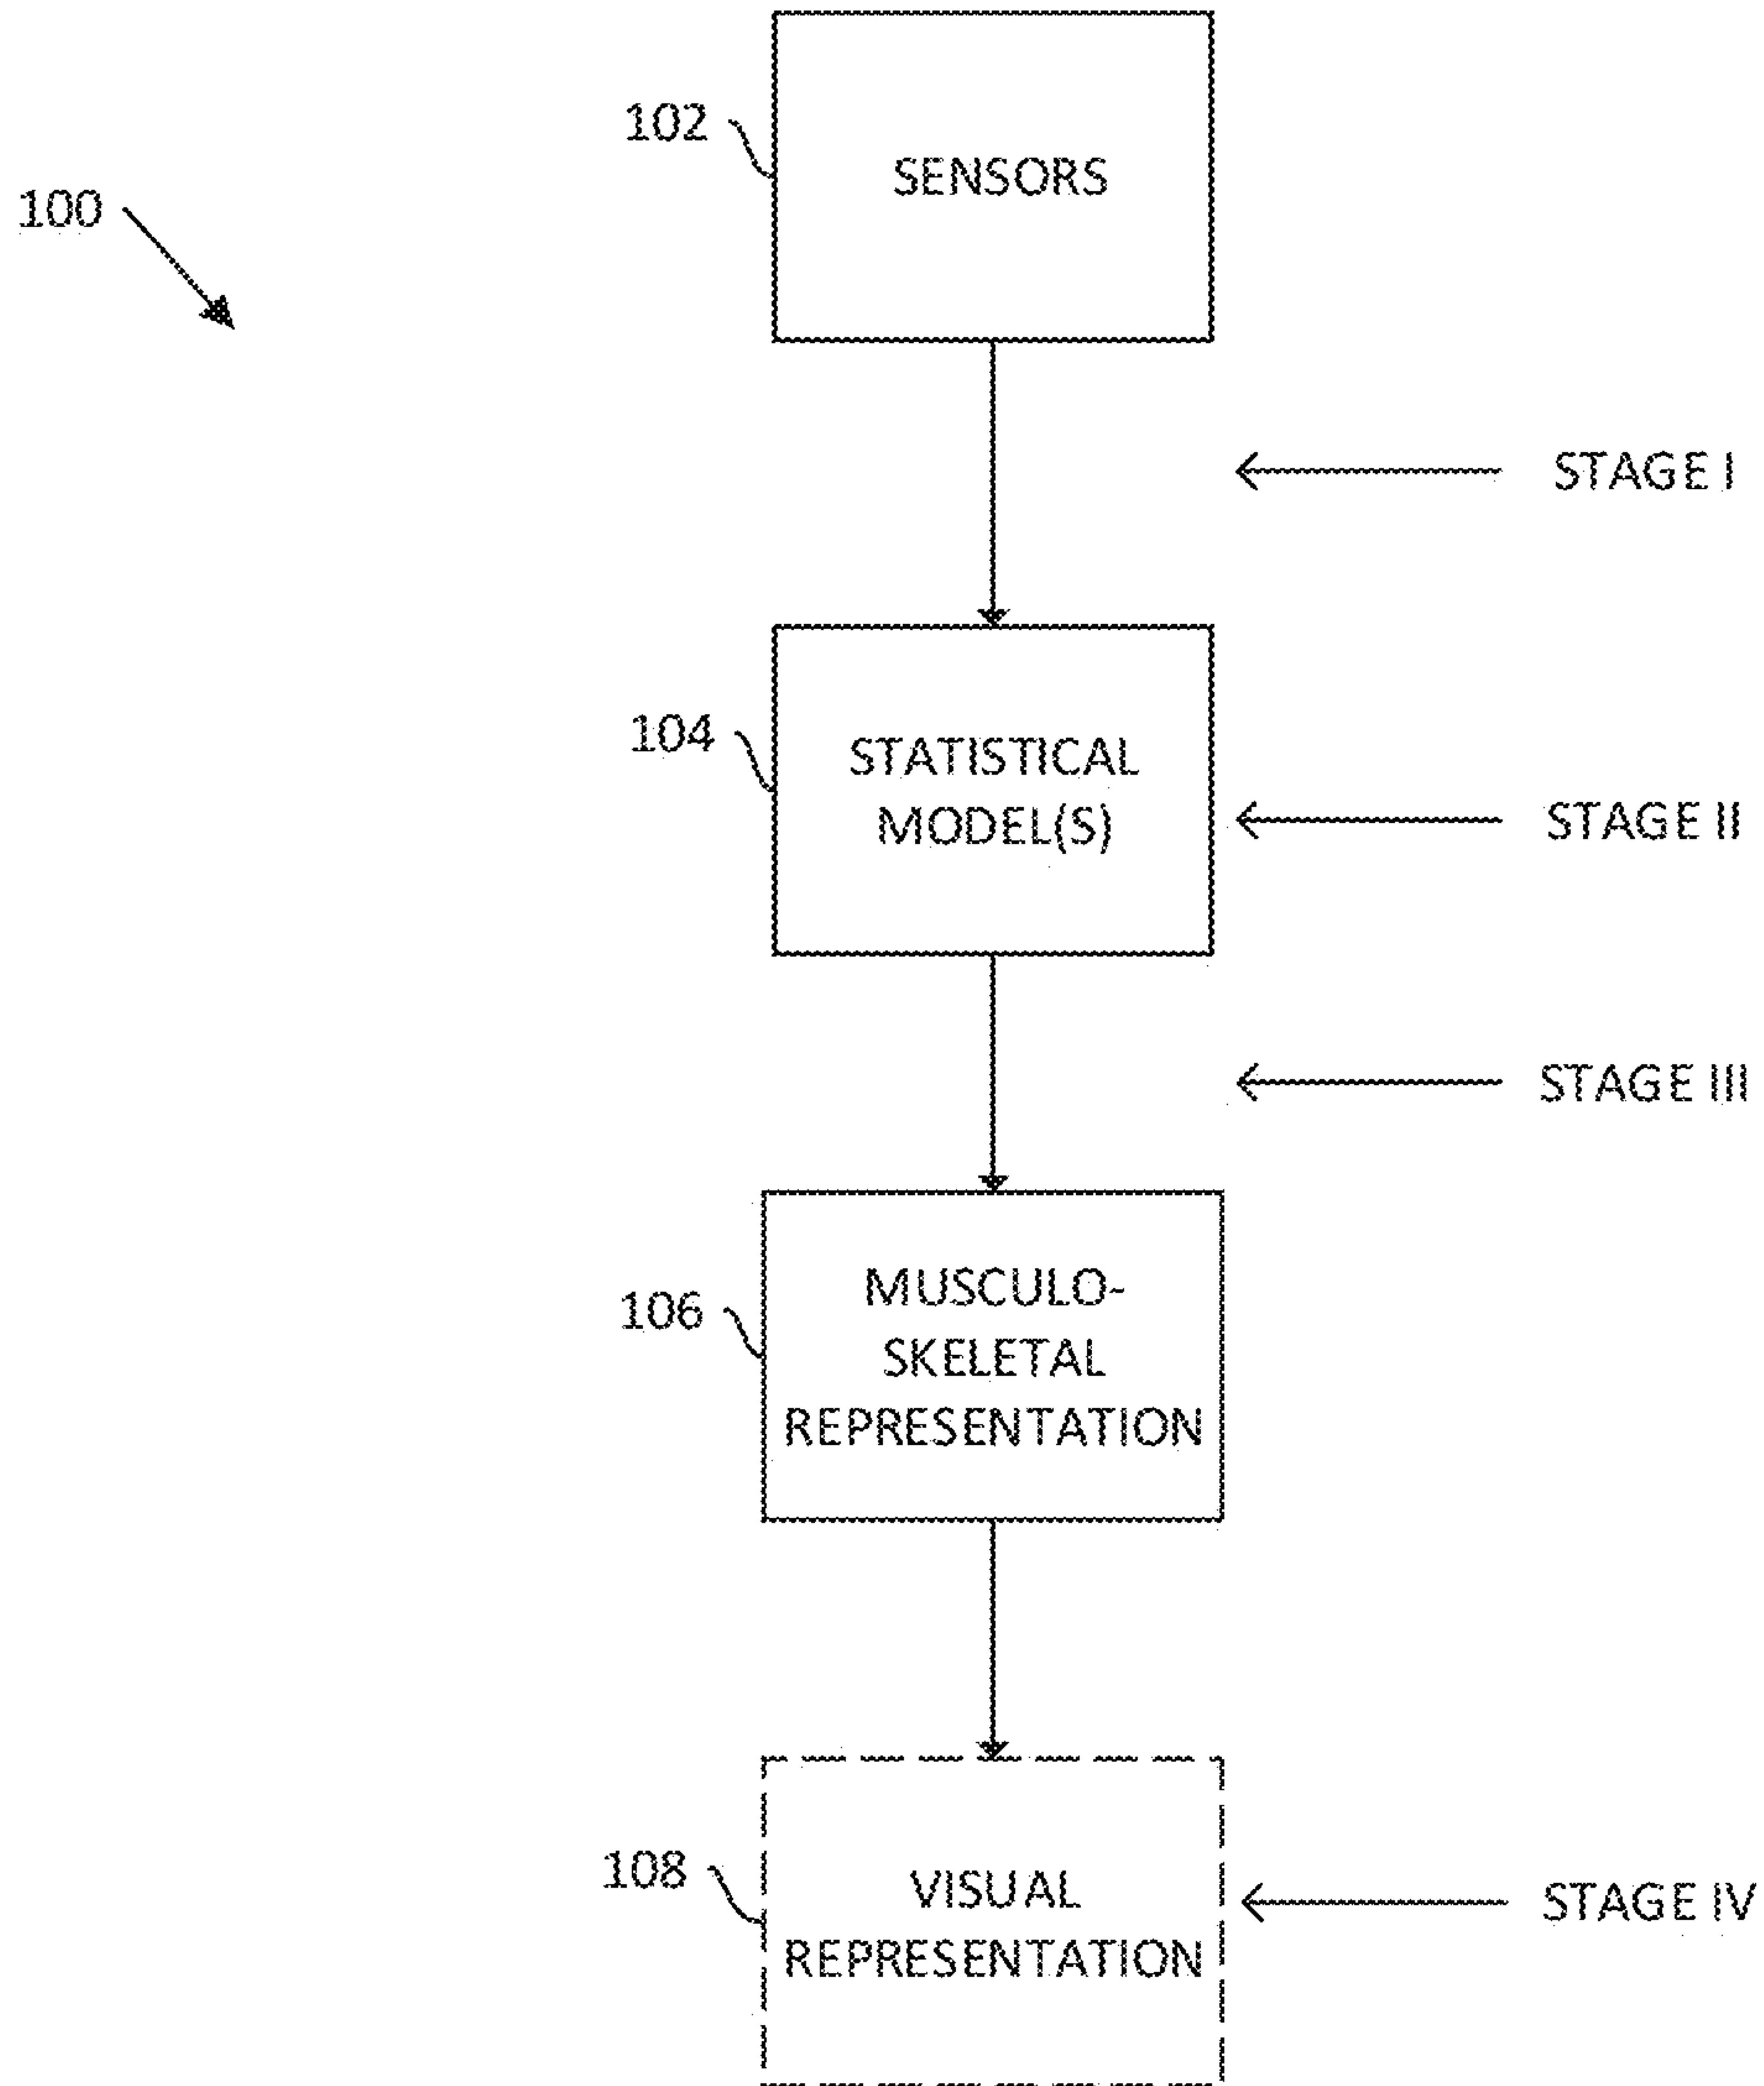 102
SENSORS
100
STAGE I
104
STATISTICAL
MODEL(S)
STAGE II
STAGE III
106
MUSCULO-
SKELETAL
REPRESENTATION
108
VISUAL
REPRESENTATION
STAGE IV